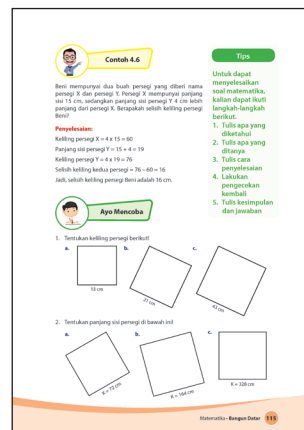 Contoh 4.6
Beni mempunyai dua buah persegi yang diberi nama
persegi X dan persegi Y. Persegi X mempunyai panjang
sisi 15 cm, sedangkan panjang sisi persegi Y 4 cm lebih
panjang dari persegi X. Berapakah selisih keliling persegi
Beni?
Penyelesaian:
Keliling persegi X = 4 x 15 = 60
Panjang sisi persegi Y = 15 + 4 = 19
Keliling persegi Y = 4 x 19 = 76
Selisih keliling kedua persegi = 76 – 60 = 16
Jadi, selisih keliling persegi Beni adalah 16 cm.
Tips
Untuk dapat
menyelesaikan
soal matematika,
kalian dapat ikuti
langkah-langkah
berikut.
1. Tulis apa yang
diketahui
2. Tulis apa yang
ditanya
3. Tulis cara
penyelesaian
4. Lakukan
pengecekan
kembali
5. Tulis kesimpulan
dan jawaban
Ayo Mencoba
1. Tentukan keliling persegi berikut!
a. b. c.
13 cm
21 cm
43 cm
2. Tentukan panjang sisi persegi di bawah ini!
a. b. c.
K = 72 cm
K = 164 cm
K = 328 cm
Matematika • Bangun Datar 115